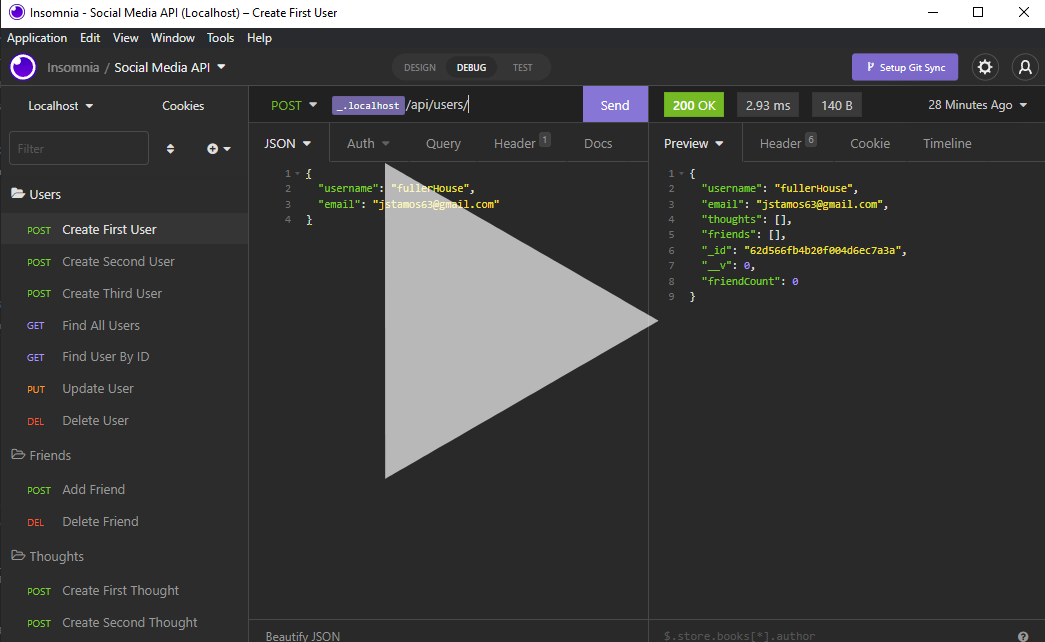 Insomnia - Social Media API (Localhost) – Create First User
Application Edit View Window Tools Help
Insomnia / Social Media API
DESIGN DEBUG TEST
Setup Git Sync
Localhost Cookies
POST _.localhost/api/users/ Send
200 OK 2.93 ms 140 B 28 Minutes Ago
Filter
JSON Auth Query Header 1 Docs
Preview Header 6 Cookie Timeline
1 {
2 "username": "fullerHouse",
3 "email": "jstamos63@gmail.com"
4 }
1 {
2 "username": "fullerHouse",
3 "email": "jstamos63@gmail.com",
4 "thoughts": [],
5 "friends": [],
6 "_id": "62d566fb4b20f004d6ec7a3a",
7 "__v": 0,
8 "friendCount": 0
9 }
Users
POST Create First User
POST Create Second User
POST Create Third User
GET Find All Users
GET Find User By ID
PUT Update User
DEL Delete User
Friends
POST Add Friend
DEL Delete Friend
Thoughts
POST Create First Thought
POST Create Second Thought
Beautify JSON
$.store.books[*].author